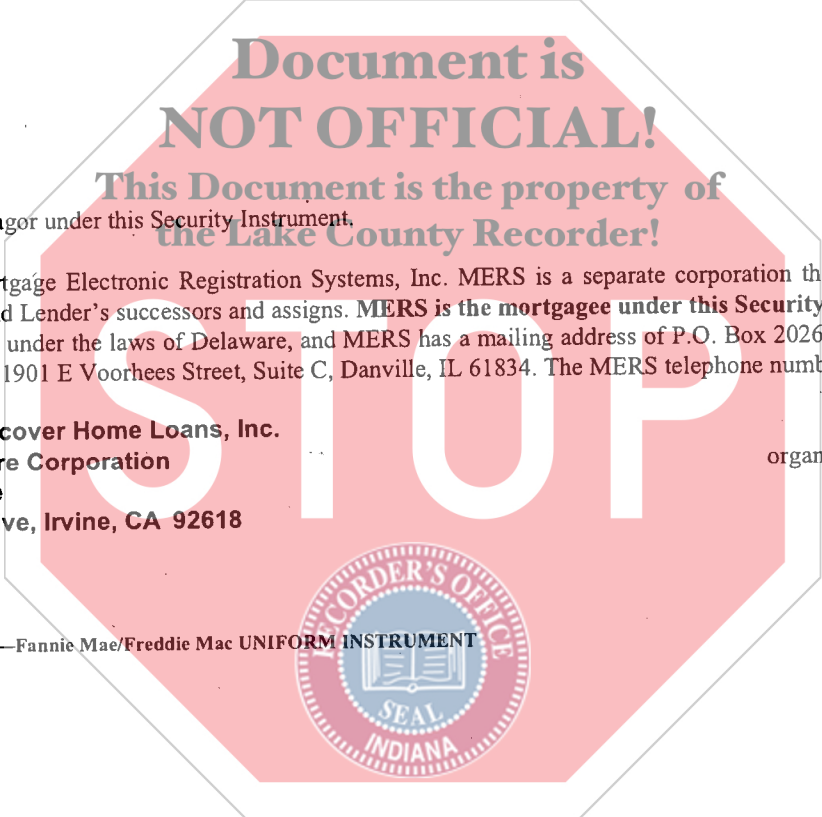 Document is
NOT OFFICIAL!
This Document is the property of
agor under this Security Instrument.
the Lake County Recorder!
tgage Electronic Registration Systems, Inc. MERS is a separate corporation th
d Lender's successors and assigns. MERS is the mortgagee under this Security
under the laws of Delaware, and MERS has a mailing address of P.O. Box 2026
1901 E Voorhees Street, Suite C, Danville, IL 61834. The MERS telephone numb
STOP
cover Home Loans, Inc.
re Corporation
organ
e
ve, Irvine, CA 92618
RECORDER'S OFFICE
—Fannie Mae/Freddie Mac UNIFORM INSTRUMENT
SEAL
INDIANA